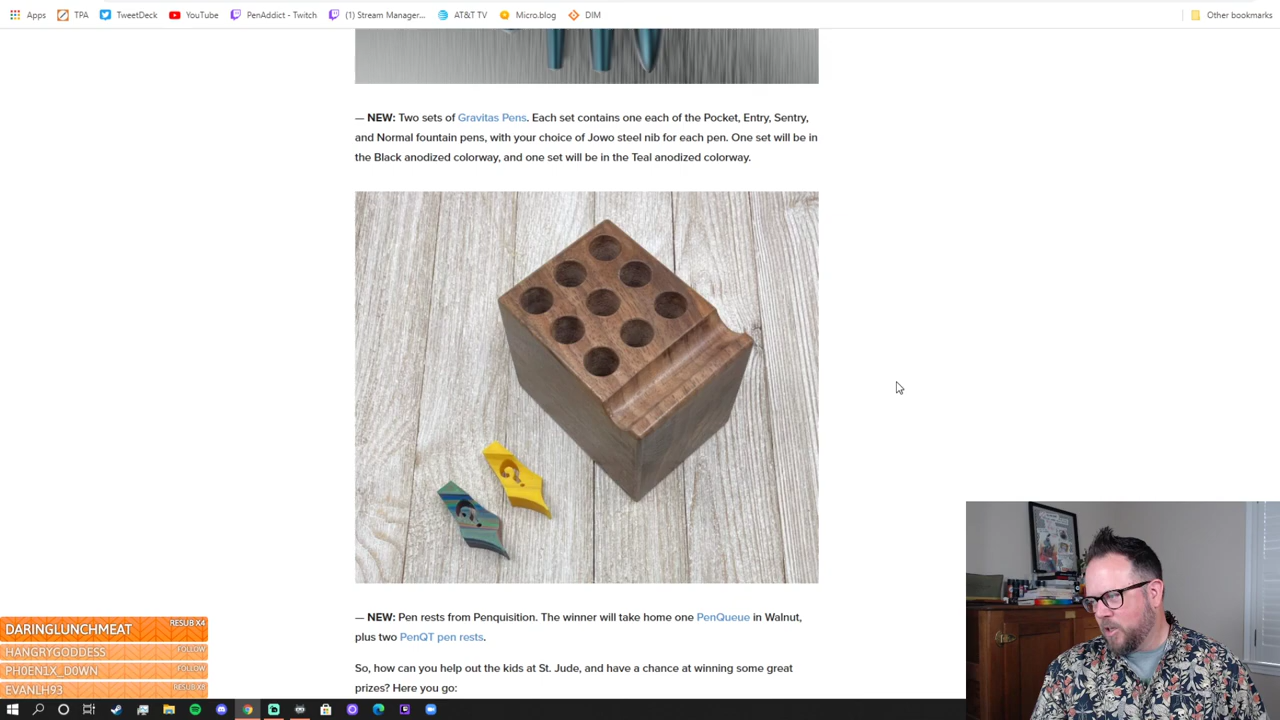 Apps
TPA
TweetDeck
YouTube
PenAddict - Twitch
(1) Stream Manager...
AT&T TV
Micro.blog
DIM
Other bookmarks
— NEW: Two sets of Gravitas Pens. Each set contains one each of the Pocket, Entry, Sentry,
and Normal fountain pens, with your choice of Jowo steel nib for each pen. One set will be in
the Black anodized colorway, and one set will be in the Teal anodized colorway.
— NEW: Pen rests from Penquisition. The winner will take home one PenQueue in Walnut,
plus two PenQT pen rests.
So, how can you help out the kids at St. Jude, and have a chance at winning some great
prizes? Here you go:
DARINGLUNCHMEAT RESUB X4
HANGRYGODDESS FOLLOW
PH0EN1X_D0WN FOLLOW
EVANLH93 RESUB X6